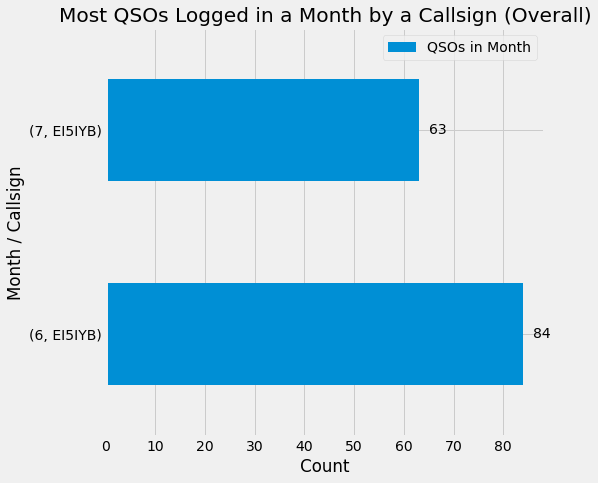 Most QSOs Logged in a Month by a Callsign (Overall)
QSOs in Month
(7, EI5IYB)
63
Month / Callsign
(6, EI5IYB)
84
0 10 20 30 40 50 60 70 80
Count